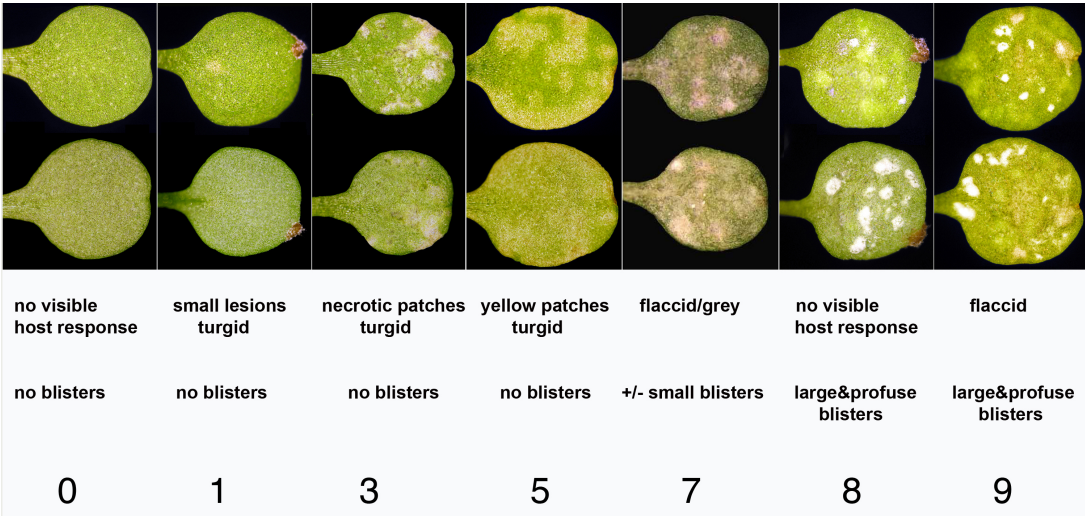 no visible
host response
small lesions
turgid
necrotic patches
turgid
yellow patches
turgid
flaccid/grey
no visible
host response
flaccid
no blisters
no blisters
no blisters
no blisters
+/- small blisters
large&profuse
blisters
large&profuse
blisters
0
1
3
5
7
8
9